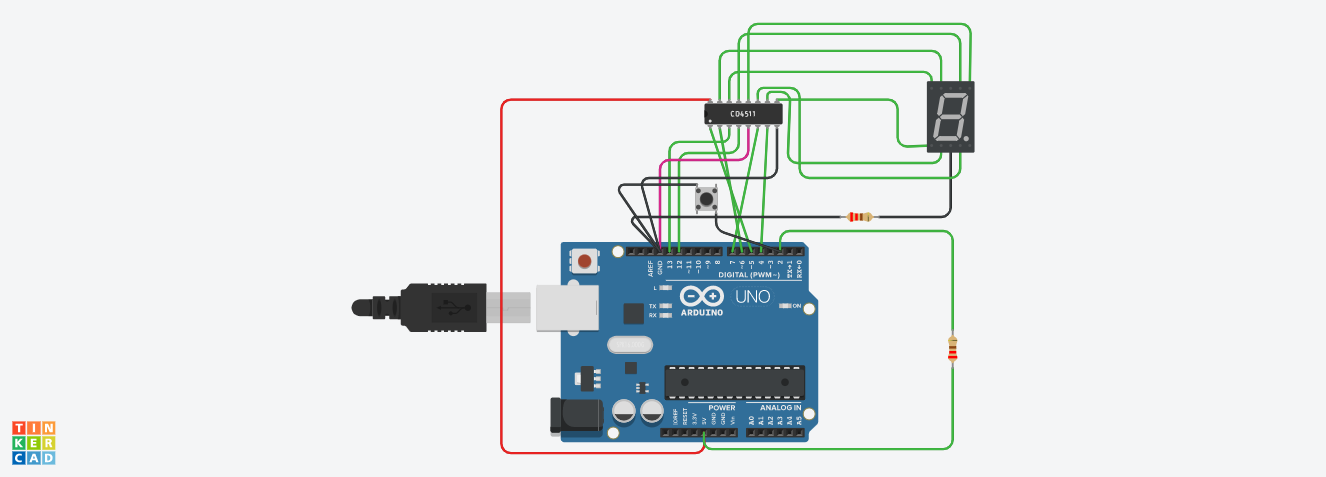 CD4511
AREF
GND
13
12
~11
~10
~9
8
7
~6
~5
4
~3
2
TX→1
RX←0
DIGITAL (PWM~)
L
TX
RX
ARDUINO
UNO
ON
POWER
ANALOG IN
IOREF
RESET
3.3V
5V
GND
GND
Vin
A0
A1
A2
A3
A4
A5
TIN
KER
CAD